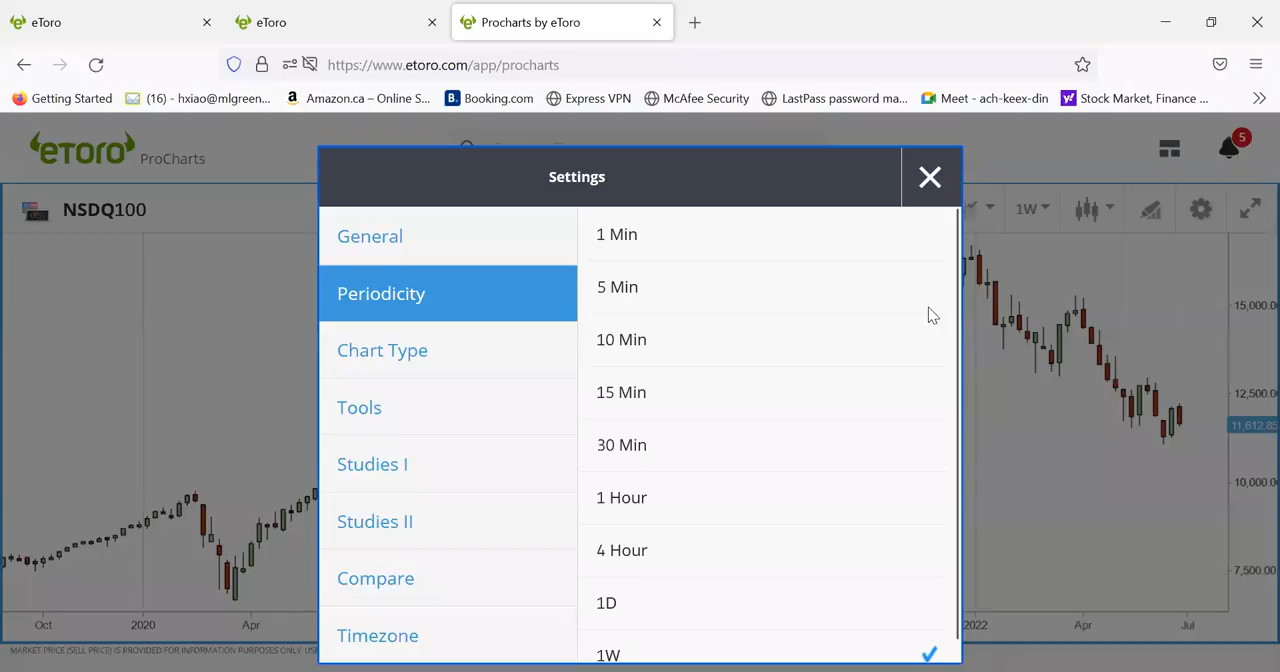 eToro
eToro
Procharts by eToro
https://www.etoro.com/app/procharts
Getting Started
(16) - hxiao@mlgreen...
Amazon.ca – Online S...
Booking.com
Express VPN
McAfee Security
LastPass password ma...
Meet - ach-keex-din
Stock Market, Finance ...
eToro ProCharts
5
NSDQ100
1W
Settings
General
Periodicity
Chart Type
Tools
Studies I
Studies II
Compare
Timezone
1 Min
5 Min
10 Min
15 Min
30 Min
1 Hour
4 Hour
1D
1W
15,000.0
12,500.0
11,612.85
10,000.0
7,500.00
Oct
2020
Apr
2022
Apr
Jul
MARKET PRICE (SELL PRICE) IS PROVIDED FOR INFORMATION PURPOSES ONLY